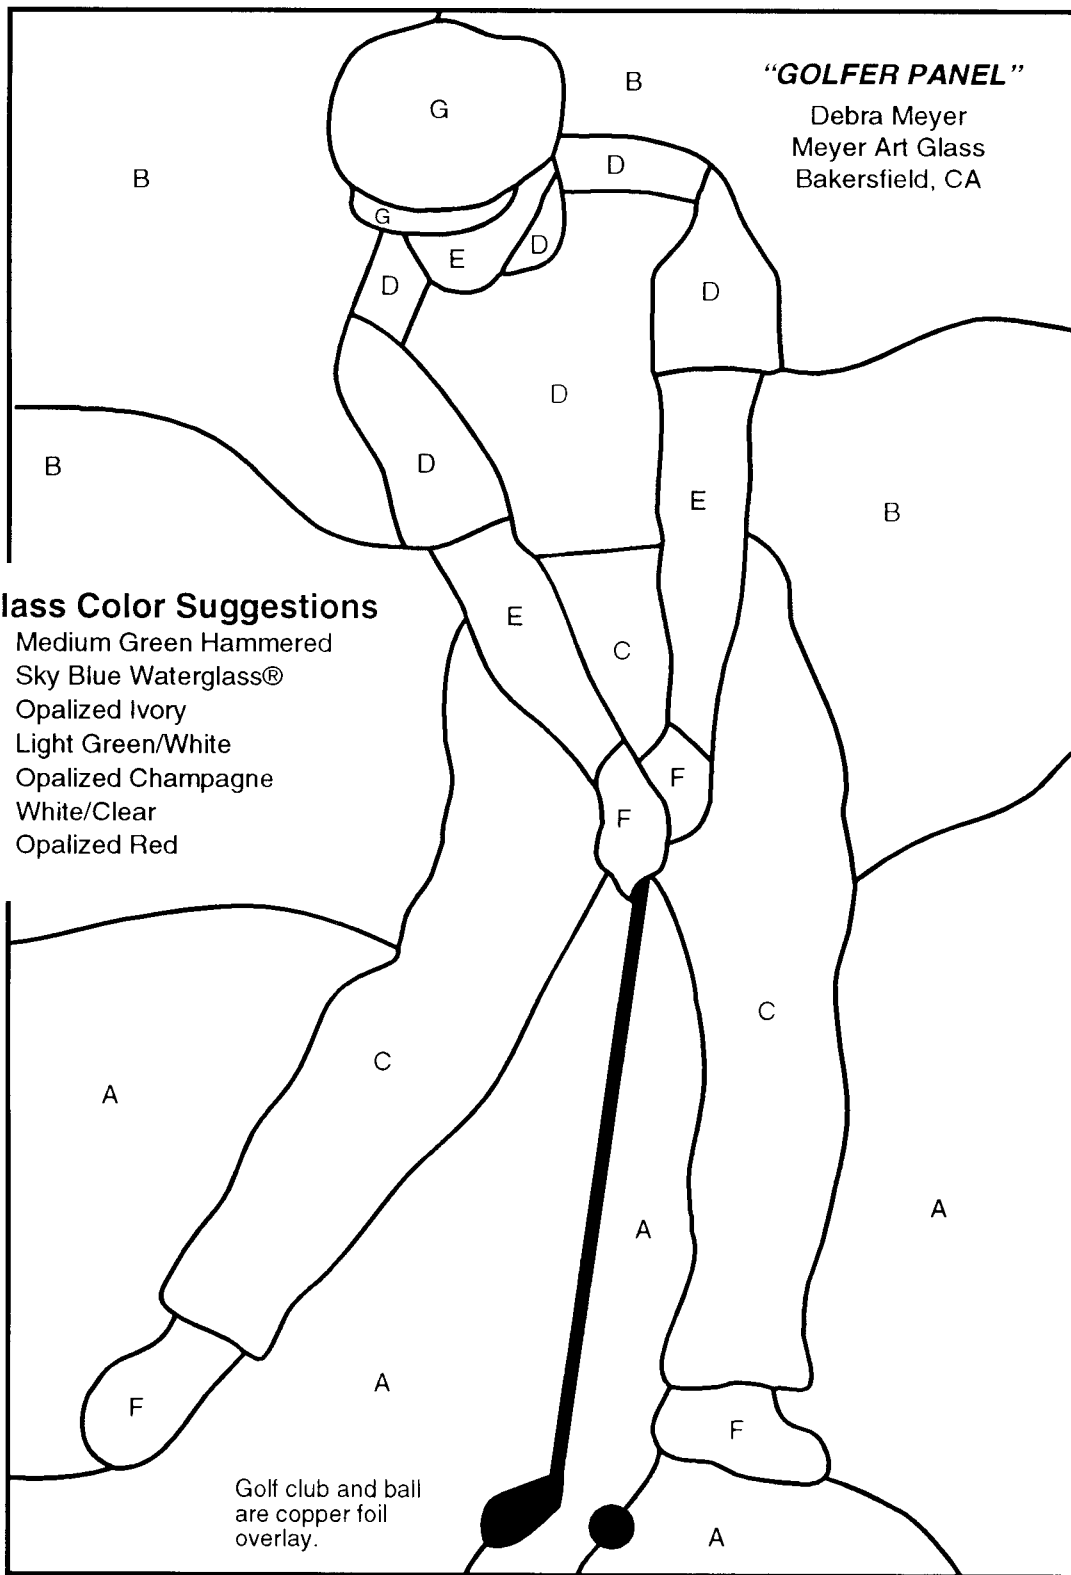 "GOLFER PANEL"
Debra Meyer
Meyer Art Glass
Bakersfield, CA
B
G
B
D
G
D
E
D
D
D
B
D
E
B
lass Color Suggestions
Medium Green Hammered
Sky Blue Waterglass®
Opalized Ivory
Light Green/White
Opalized Champagne
White/Clear
Opalized Red
E
C
F
F
C
C
A
A
A
A
F
F
Golf club and ball
are copper foil
overlay.
A